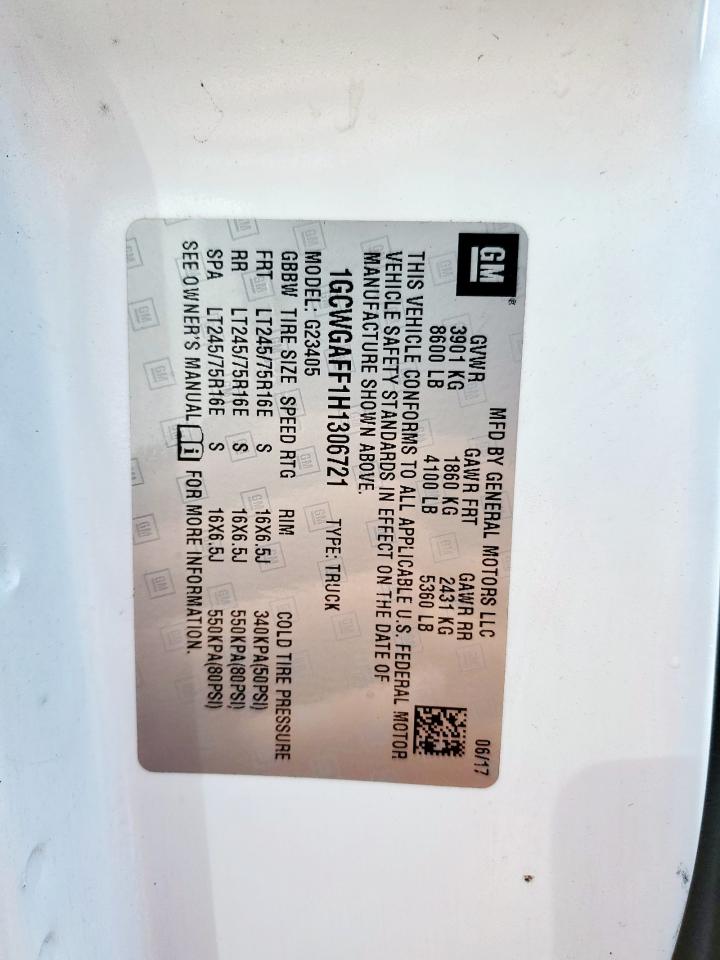 GM®
MFD BY GENERAL MOTORS LLC 06/17
GVWR GAWR FRT GAWR RR
3901 KG 1860 KG 2431 KG
8600 LB 4100 LB 5360 LB
THIS VEHICLE CONFORMS TO ALL APPLICABLE U.S. FEDERAL MOTOR
VEHICLE SAFETY STANDARDS IN EFFECT ON THE DATE OF
MANUFACTURE SHOWN ABOVE.
1GCWGAFF1H1306721 TYPE: TRUCK
MODEL: G23405
GBBW TIRE SIZE SPEED RTG RIM COLD TIRE PRESSURE
FRT LT245/75R16E S 16X6.5J 340KPA(50PSI)
RR LT245/75R16E S 16X6.5J 550KPA(80PSI)
SPA LT245/75R16E S 16X6.5J 550KPA(80PSI)
SEE OWNER'S MANUAL i FOR MORE INFORMATION.